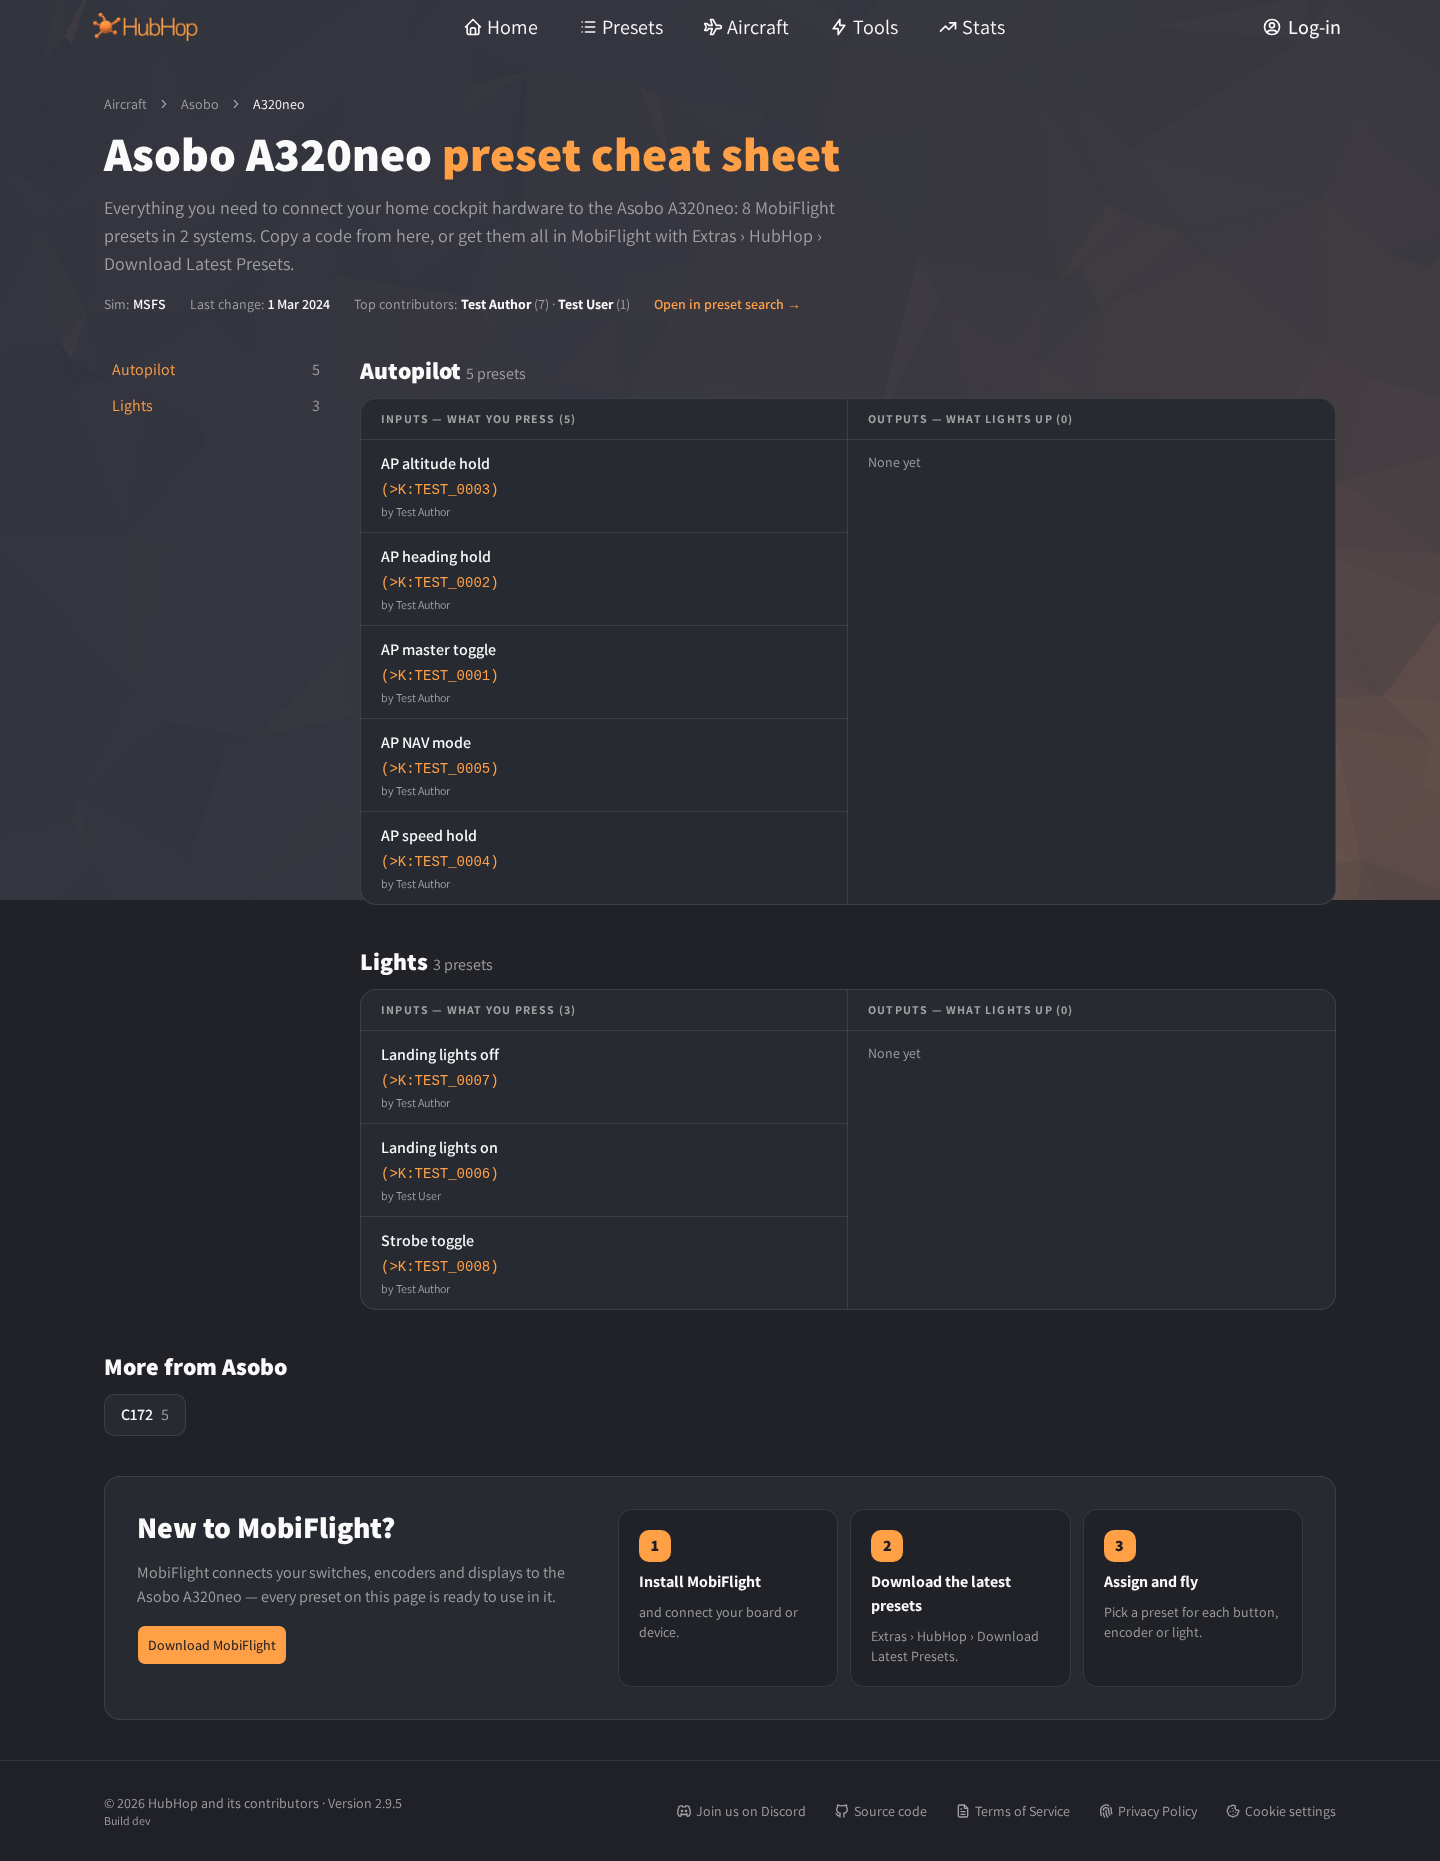 HubHop
Home
Presets
Aircraft
Tools
Stats
Log-in
Aircraft > Asobo > A320neo
Asobo A320neo preset cheat sheet
Everything you need to connect your home cockpit hardware to the Asobo A320neo: 8 MobiFlight
presets in 2 systems. Copy a code from here, or get them all in MobiFlight with Extras › HubHop ›
Download Latest Presets.
Sim: MSFS
Last change: 1 Mar 2024
Top contributors: Test Author (7) · Test User (1)
Open in preset search →
Autopilot 5
Lights 3
Autopilot 5 presets
INPUTS — WHAT YOU PRESS (5)
OUTPUTS — WHAT LIGHTS UP (0)
AP altitude hold
(>K:TEST_0003)
by Test Author
AP heading hold
(>K:TEST_0002)
by Test Author
AP master toggle
(>K:TEST_0001)
by Test Author
AP NAV mode
(>K:TEST_0005)
by Test Author
AP speed hold
(>K:TEST_0004)
by Test Author
None yet
Lights 3 presets
INPUTS — WHAT YOU PRESS (3)
OUTPUTS — WHAT LIGHTS UP (0)
Landing lights off
(>K:TEST_0007)
by Test Author
Landing lights on
(>K:TEST_0006)
by Test User
Strobe toggle
(>K:TEST_0008)
by Test Author
None yet
More from Asobo
C172 5
New to MobiFlight?
MobiFlight connects your switches, encoders and displays to the
Asobo A320neo — every preset on this page is ready to use in it.
Download MobiFlight
1
Install MobiFlight
and connect your board or
device.
2
Download the latest
presets
Extras › HubHop › Download
Latest Presets.
3
Assign and fly
Pick a preset for each button,
encoder or light.
© 2026 HubHop and its contributors · Version 2.9.5
Build dev
Join us on Discord
Source code
Terms of Service
Privacy Policy
Cookie settings